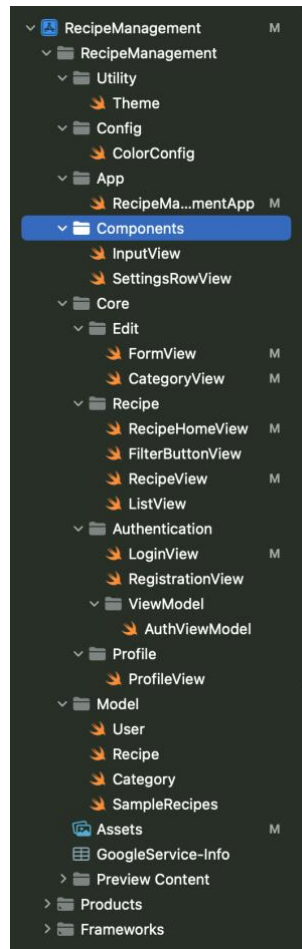 RecipeManagement M
RecipeManagement
Utility
Theme
Config
ColorConfig
App
RecipeMa...mentApp M
Components
InputView
SettingsRowView
Core
Edit
FormView M
CategoryView M
Recipe
RecipeHomeView M
FilterButtonView
RecipeView M
ListView
Authentication
LoginView M
RegistrationView
ViewModel
AuthViewModel
Profile
ProfileView
Model
User
Recipe
Category
SampleRecipes
Assets M
GoogleService-Info
Preview Content
Products
Frameworks